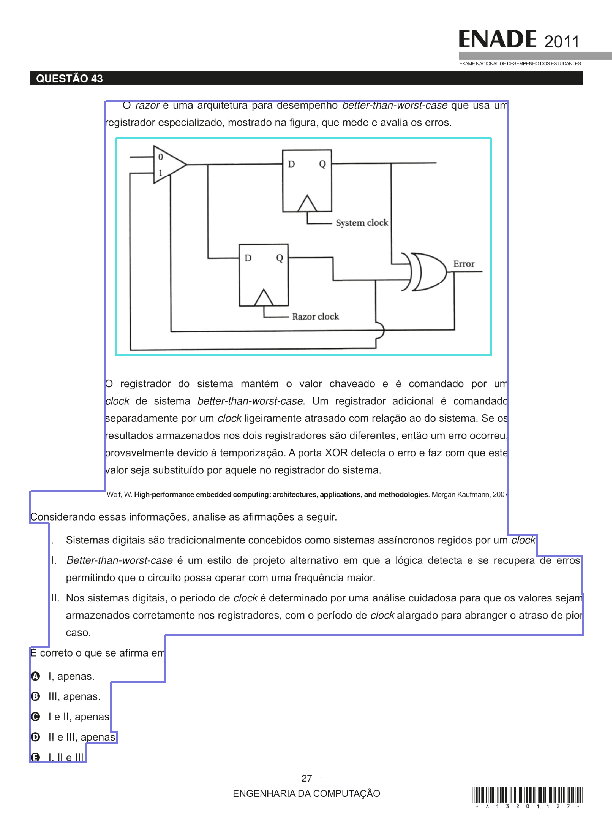 ENADE 2011
EXAME NACIONAL DE DESEMPENHO DOS ESTUDANTES
QUESTÃO 43
O razor é uma arquitetura para desempenho better-than-worst-case que usa um
registrador especializado, mostrado na figura, que mede e avalia os erros.
0
1
D Q
System clock
D Q
Error
Razor clock
O registrador do sistema mantém o valor chaveado e é comandado por um
clock de sistema better-than-worst-case. Um registrador adicional é comandado
separadamente por um clock ligeiramente atrasado com relação ao do sistema. Se os
resultados armazenados nos dois registradores são diferentes, então um erro ocorreu,
provavelmente devido à temporização. A porta XOR detecta o erro e faz com que este
valor seja substituído por aquele no registrador do sistema.
Wolf, W. High-performance embedded computing: architectures, applications, and methodologies. Morgan Kaufmann, 2007
Considerando essas informações, analise as afirmações a seguir.
I. Sistemas digitais são tradicionalmente concebidos como sistemas assíncronos regidos por um clock.
II. Better-than-worst-case é um estilo de projeto alternativo em que a lógica detecta e se recupera de erros,
permitindo que o circuito possa operar com uma frequência maior.
III. Nos sistemas digitais, o período de clock é determinado por uma análise cuidadosa para que os valores sejam
armazenados corretamente nos registradores, com o período de clock alargado para abranger o atraso de pior
caso.
É correto o que se afirma em
A I, apenas.
B III, apenas.
C I e II, apenas.
D II e III, apenas.
E I, II e III.
27
ENGENHARIA DA COMPUTAÇÃO